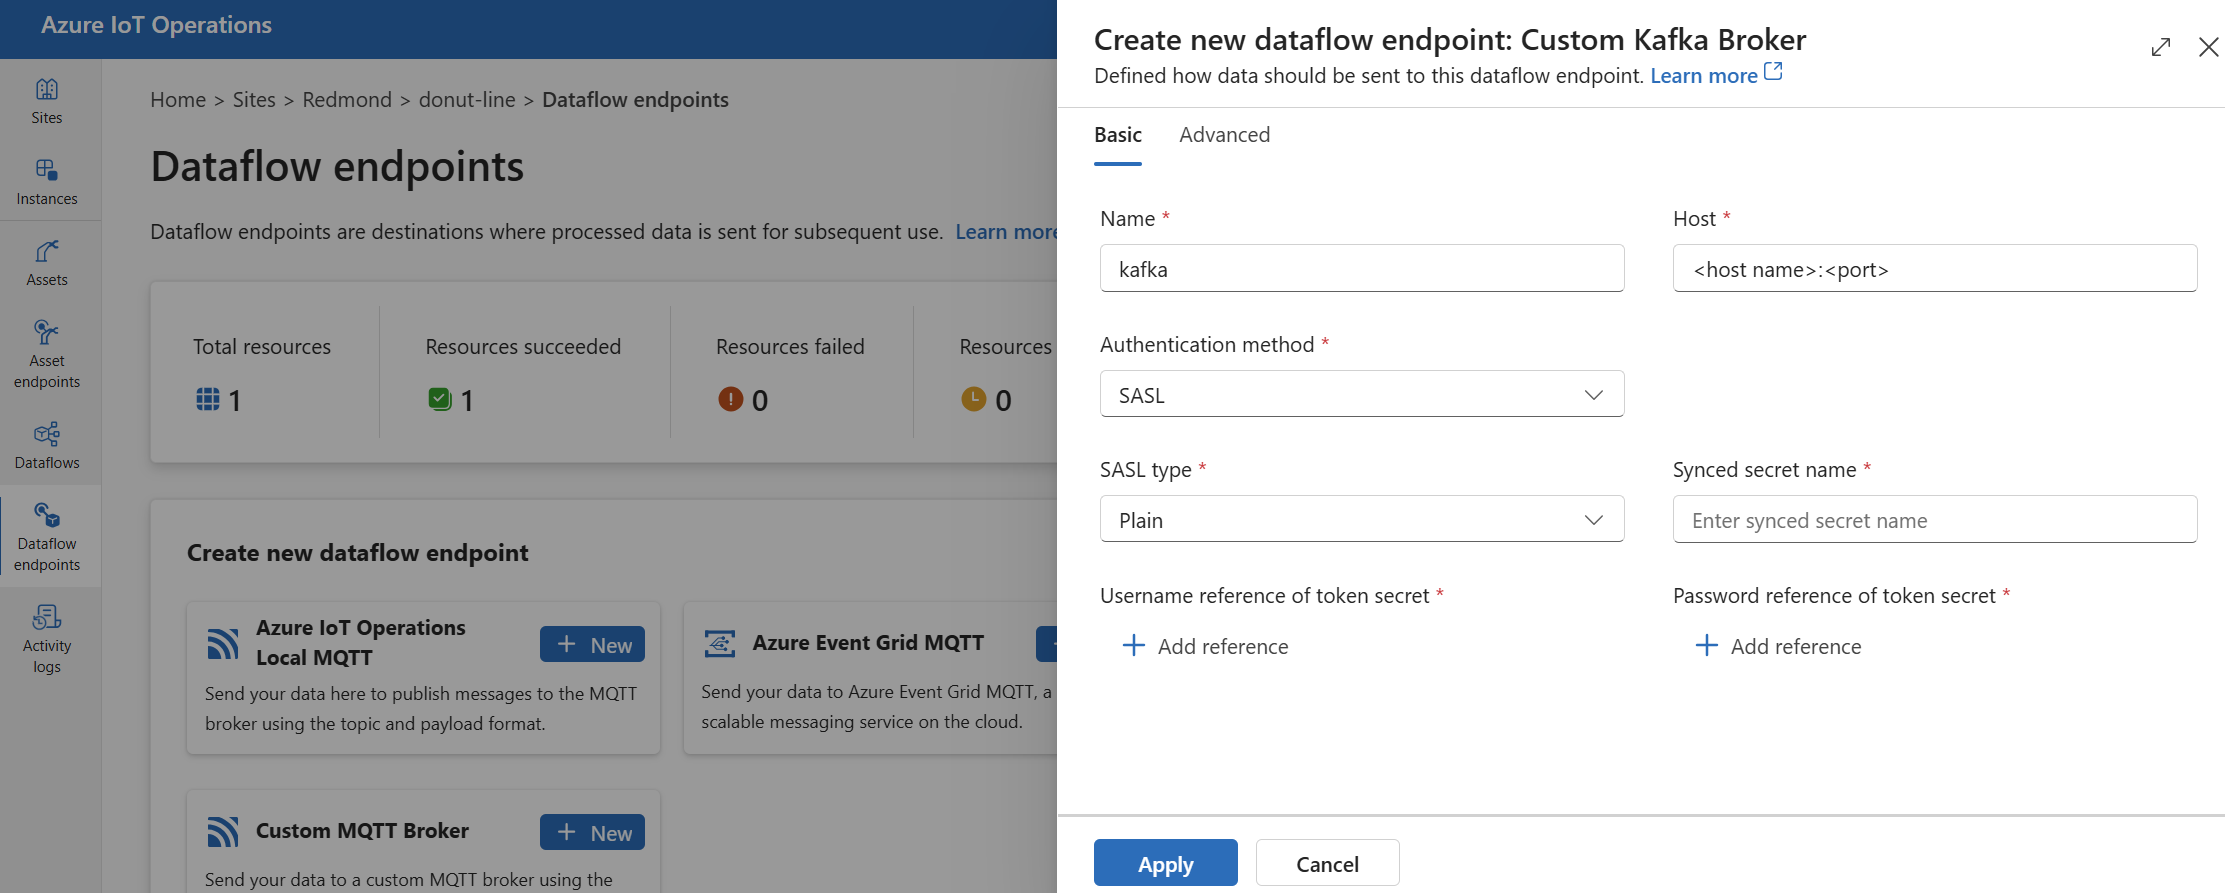 Azure IoT Operations
Sites
Instances
Assets
Asset
endpoints
Dataflows
Dataflow
endpoints
Activity
logs
Home > Sites > Redmond > donut-line > Dataflow endpoints
Dataflow endpoints
Dataflow endpoints are destinations where processed data is sent for subsequent use. Learn more
Total resources
1
Resources succeeded
1
Resources failed
0
Resources
0
Create new dataflow endpoint
Azure IoT Operations
Local MQTT
+ New
Send your data here to publish messages to the MQTT
broker using the topic and payload format.
Azure Event Grid MQTT
Send your data to Azure Event Grid MQTT, a
scalable messaging service on the cloud.
Custom MQTT Broker
+ New
Send your data to a custom MQTT broker using the
Create new dataflow endpoint: Custom Kafka Broker
Defined how data should be sent to this dataflow endpoint. Learn more
Basic Advanced
Name *
kafka
Host *
<host name>:<port>
Authentication method *
SASL
SASL type *
Plain
Synced secret name *
Enter synced secret name
Username reference of token secret *
+ Add reference
Password reference of token secret *
+ Add reference
Apply
Cancel